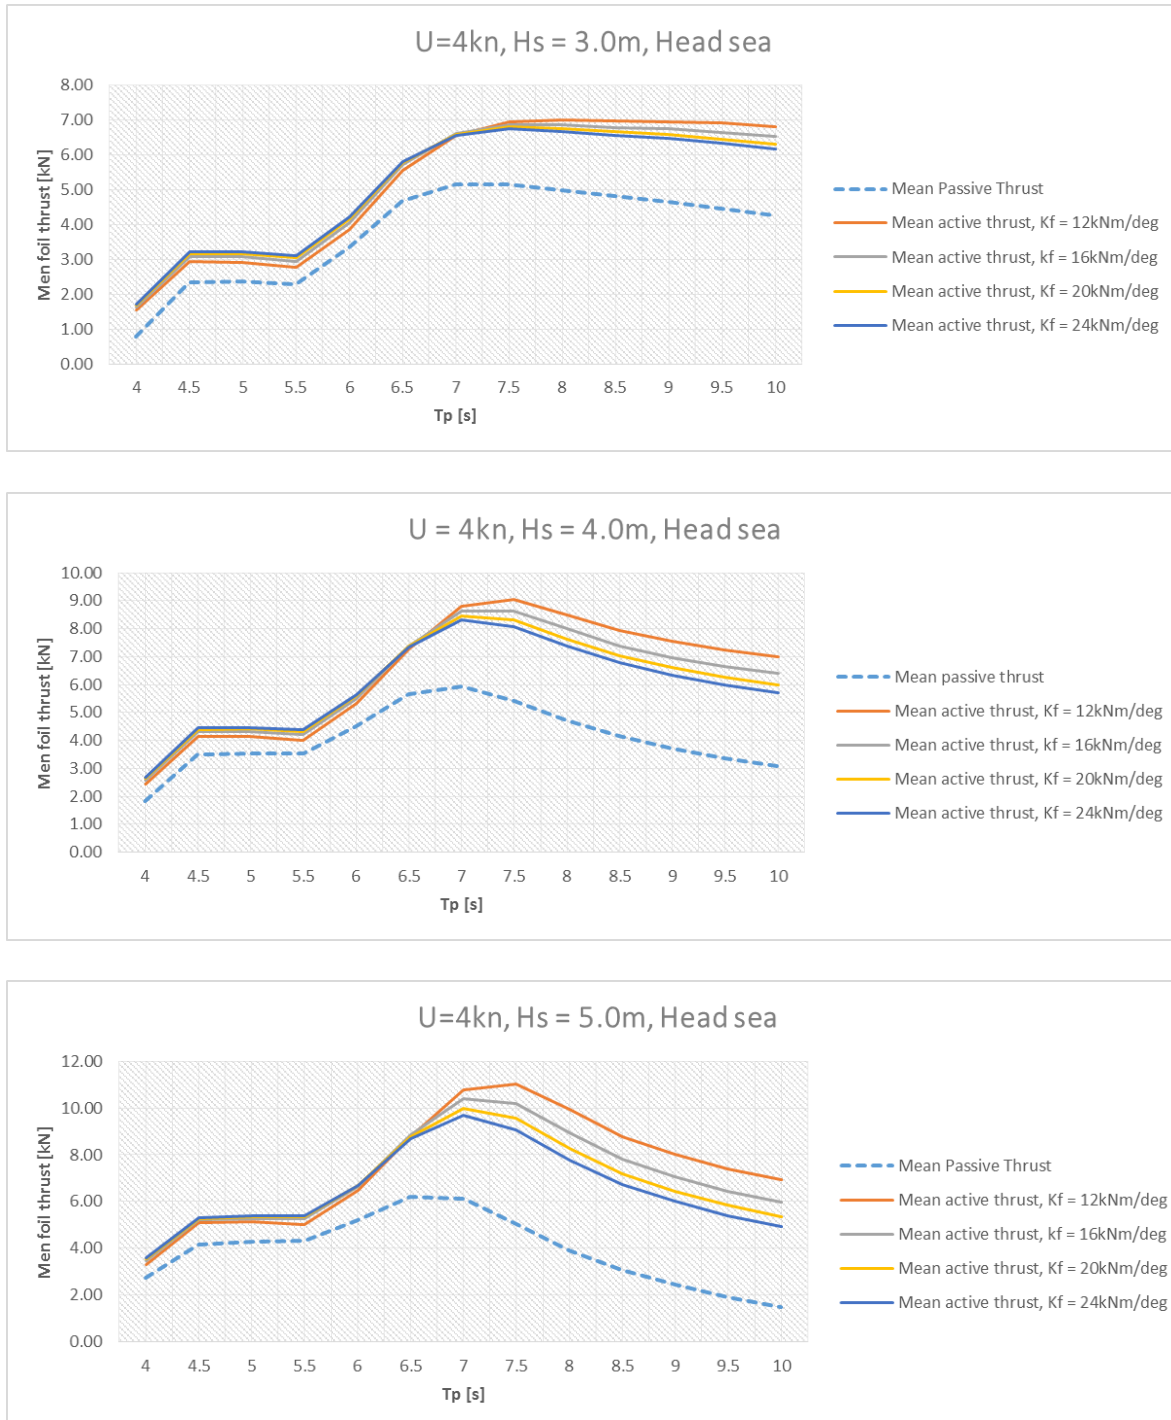 U=4kn, Hs = 3.0m, Head sea
8.00
7.00
6.00
5.00
4.00
3.00
2.00
1.00
0.00
Men foil thrust [kN]
4 4.5 5 5.5 6 6.5 7 7.5 8 8.5 9 9.5 10
Tp [s]
Mean Passive Thrust
Mean active thrust, Kf = 12kNm/deg
Mean active thrust, kf = 16kNm/deg
Mean active thrust, Kf = 20kNm/deg
Mean active thrust, Kf = 24kNm/deg
U = 4kn, Hs = 4.0m, Head sea
10.00
9.00
8.00
7.00
6.00
5.00
4.00
3.00
2.00
1.00
0.00
Men foil thrust [kN]
4 4.5 5 5.5 6 6.5 7 7.5 8 8.5 9 9.5 10
Tp [s]
Mean passive thrust
Mean active thrust, Kf = 12kNm/deg
Mean active thrust, kf = 16kNm/deg
Mean active thrust, Kf = 20kNm/deg
Mean active thrust, Kf = 24kNm/deg
U=4kn, Hs = 5.0m, Head sea
12.00
10.00
8.00
6.00
4.00
2.00
0.00
Men foil thrust [kN]
4 4.5 5 5.5 6 6.5 7 7.5 8 8.5 9 9.5 10
Tp [s]
Mean Passive Thrust
Mean active thrust, Kf = 12kNm/deg
Mean active thrust, kf = 16kNm/deg
Mean active thrust, Kf = 20kNm/deg
Mean active thrust, Kf = 24kNm/deg